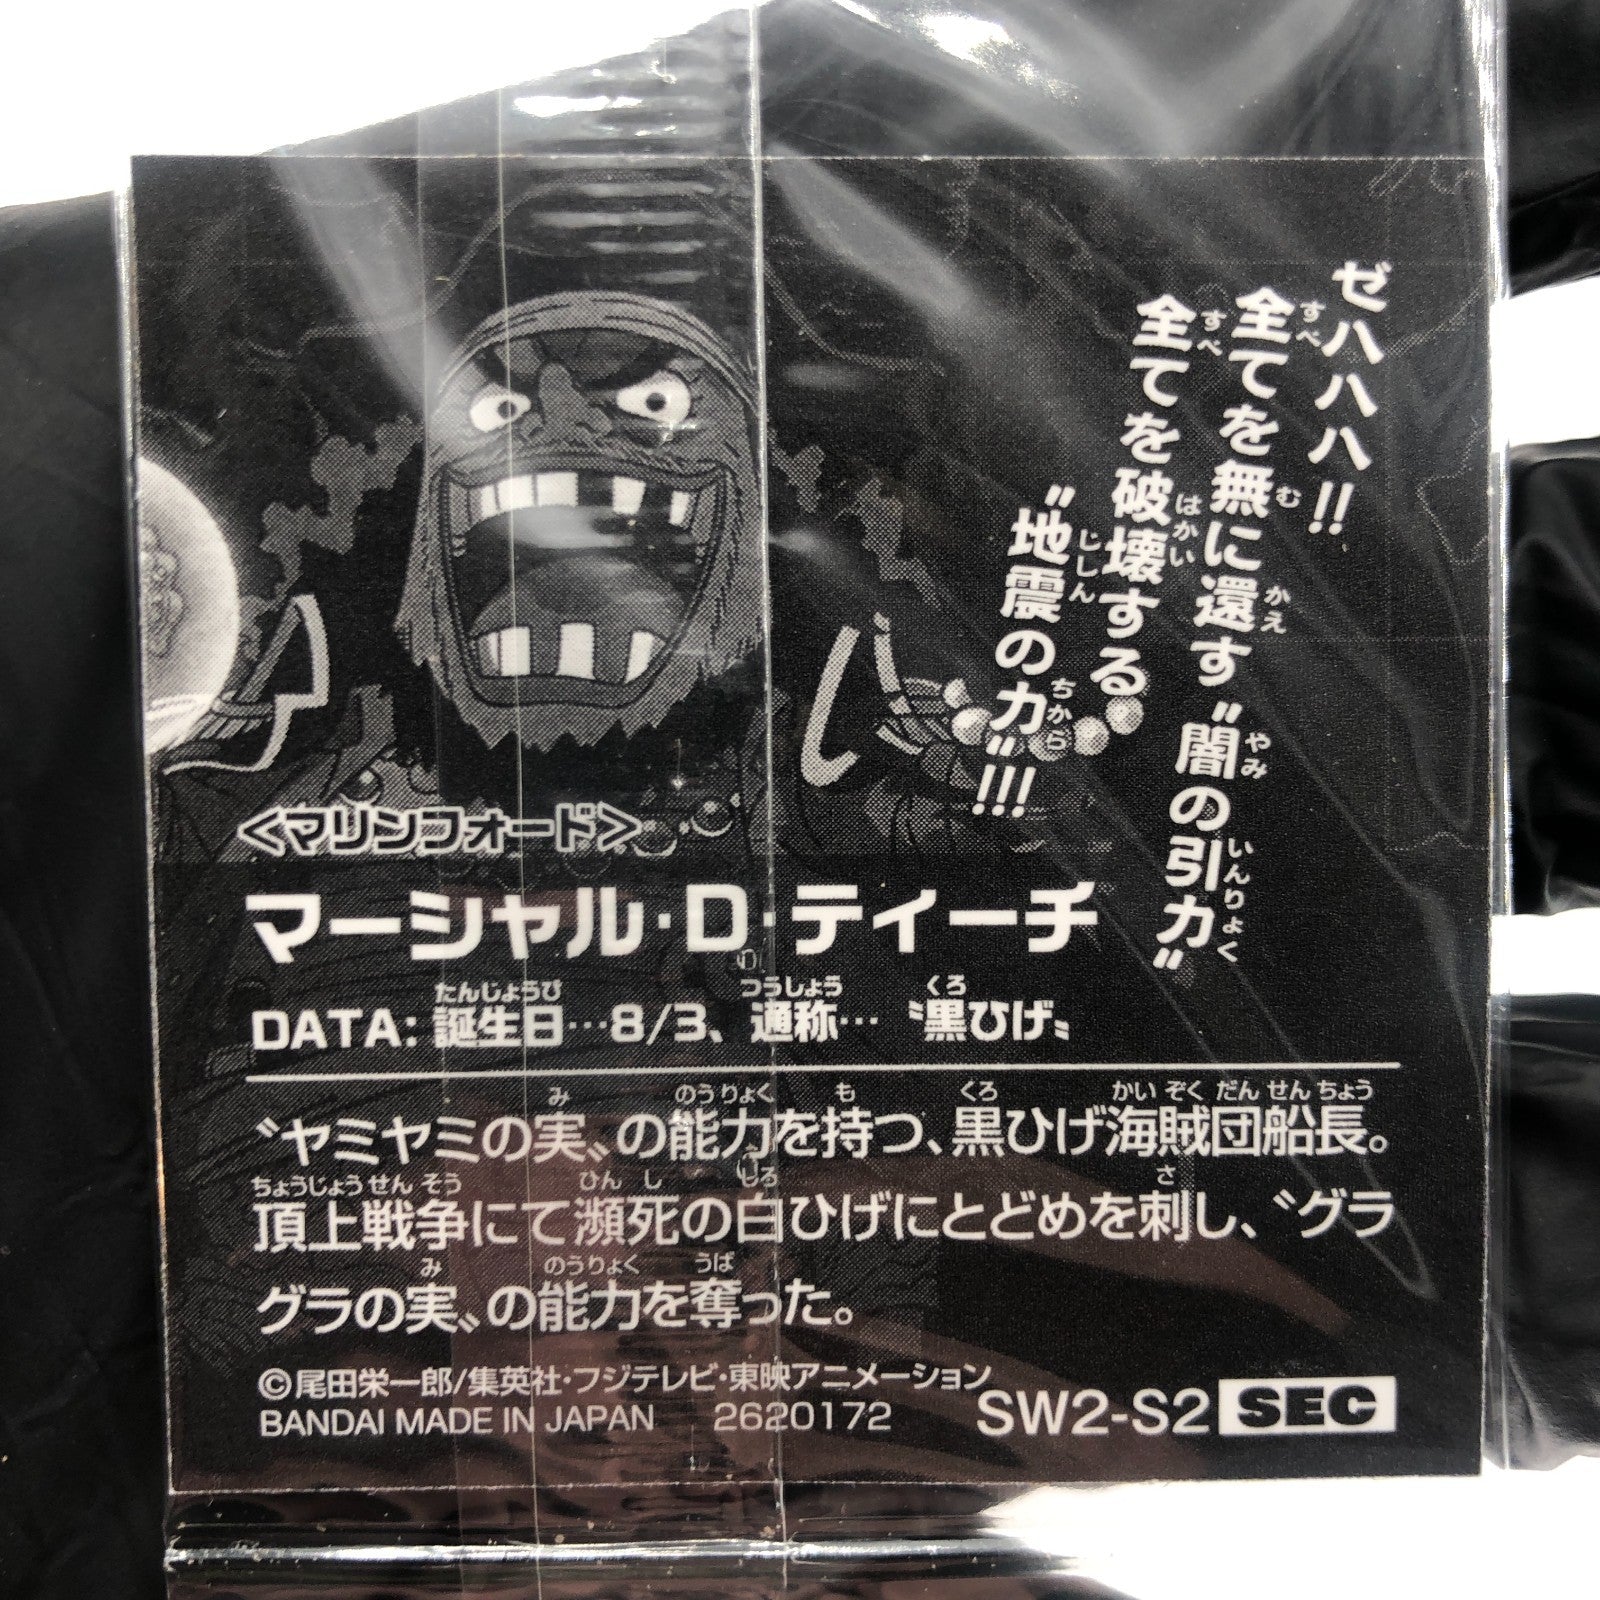 ゼハハハハ!!
全てを無に還す〝闇の引力〟
全てを破壊する
〝地震の力〟!!!
<マリンフォード>
マーシャル・D・ティーチ
DATA: 誕生日…8/3、通称…〝黒ひげ〟
〝ヤミヤミの実〟の能力を持つ、黒ひげ海賊団船長。
頂上戦争にて瀕死の白ひげにとどめを刺し、〝グラ
グラの実〟の能力を奪った。
©尾田栄一郎/集英社・フジテレビ・東映アニメーション
BANDAI MADE IN JAPAN 2620172 SW2-S2 SEC